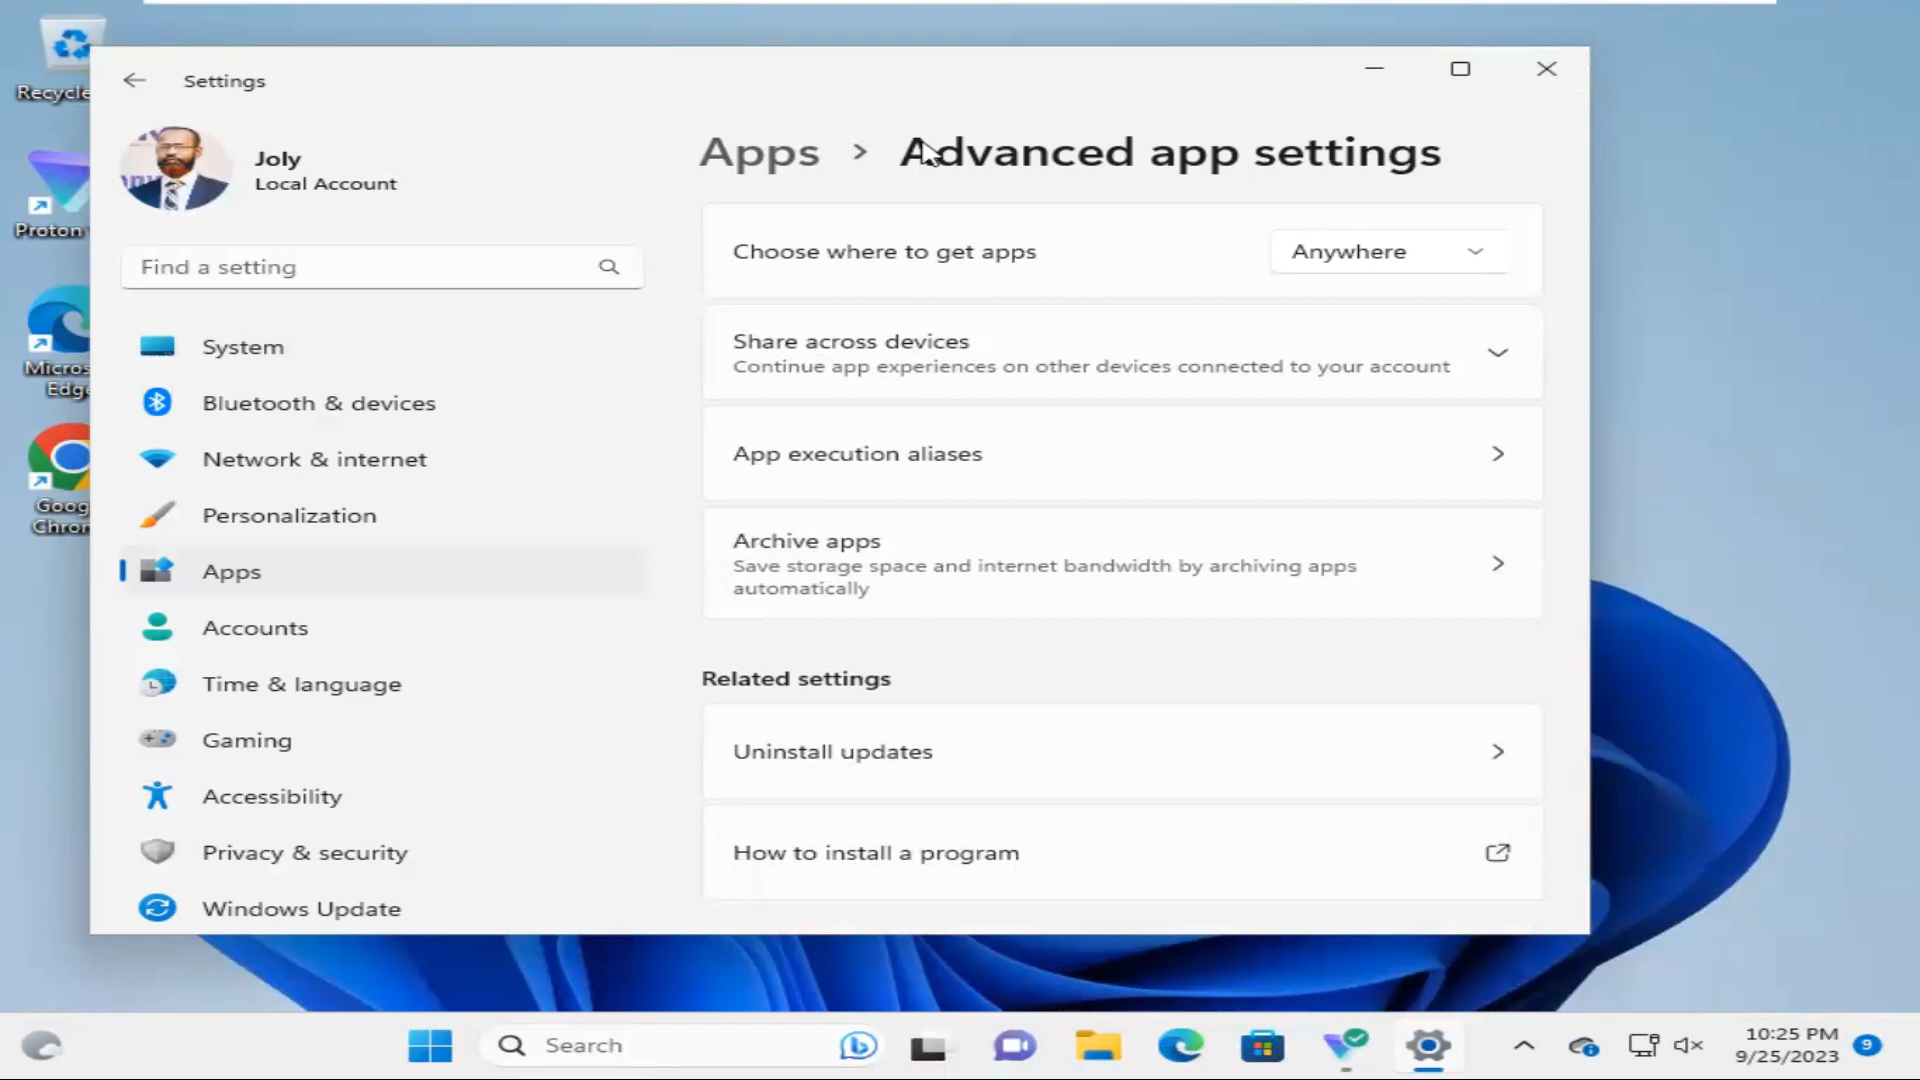 Recycle
Proton
Micros
Edge
Goog
Chron
Settings
Joly
Local Account
Find a setting
System
Bluetooth & devices
Network & internet
Personalization
Apps
Accounts
Time & language
Gaming
Accessibility
Privacy & security
Windows Update
Apps > Advanced app settings
Choose where to get apps
Anywhere
Share across devices
Continue app experiences on other devices connected to your account
App execution aliases
Archive apps
Save storage space and internet bandwidth by archiving apps
automatically
Related settings
Uninstall updates
How to install a program
Search
10:25 PM
9/25/2023
9